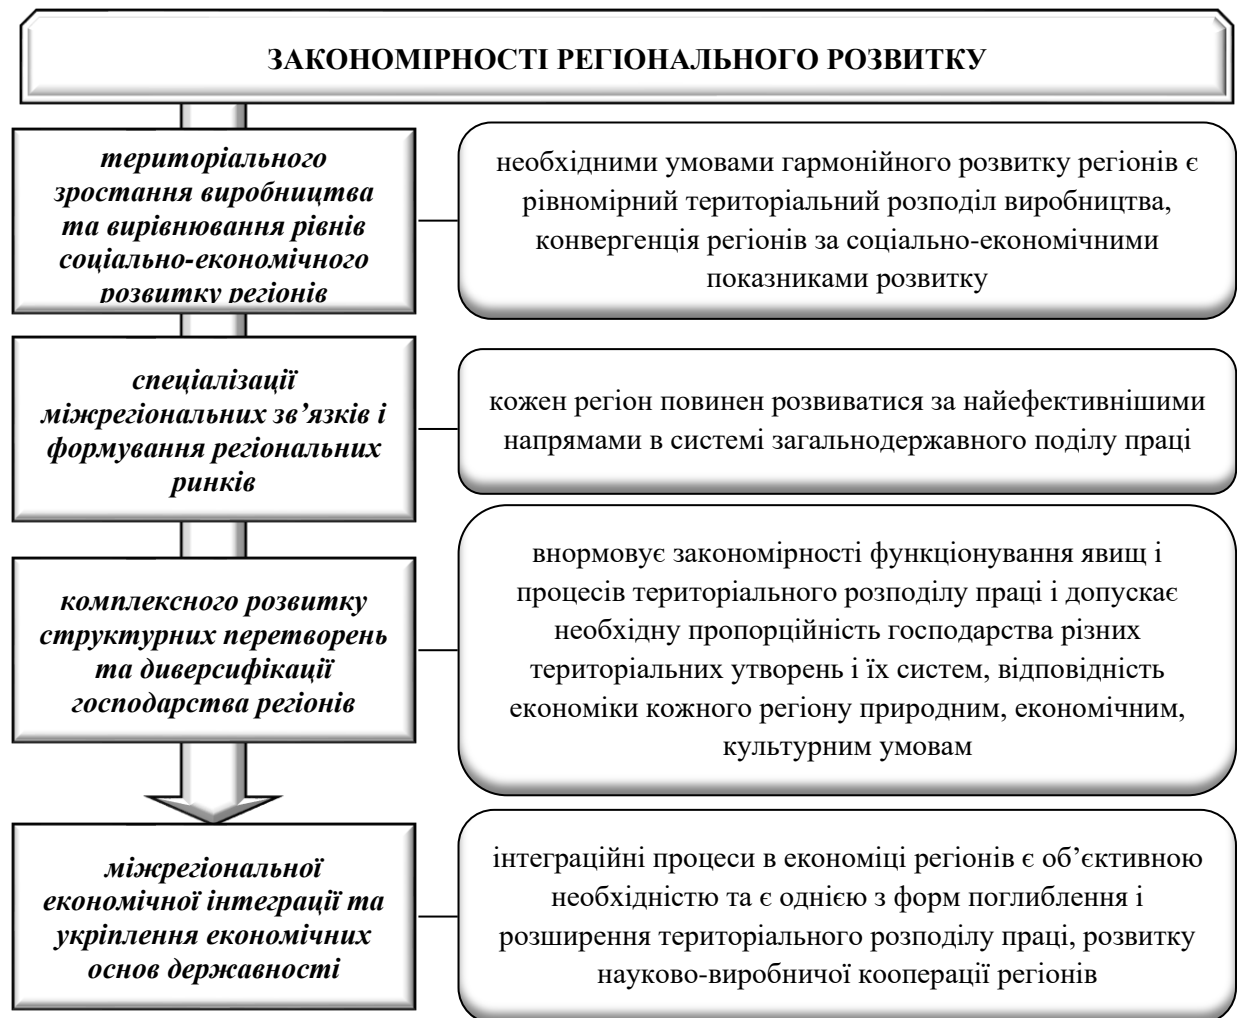 ЗАКОНОМІРНОСТІ РЕГІОНАЛЬНОГО РОЗВИТКУ
територіального
зростання виробництва
та вирівнювання рівнів
соціально-економічного
розвитку регіонів
необхідними умовами гармонійного розвитку регіонів є
рівномірний територіальний розподіл виробництва,
конвергенція регіонів за соціально-економічними
показниками розвитку
спеціалізації
міжрегіональних зв’язків і
формування регіональних
ринків
кожен регіон повинен розвиватися за найефективнішими
напрямами в системі загальнодержавного поділу праці
комплексного розвитку
структурних перетворень
та диверсифікації
господарства регіонів
внормовує закономірності функціонування явищ і
процесів територіального розподілу праці і допускає
необхідну пропорційність господарства різних
територіальних утворень і їх систем, відповідність
економіки кожного регіону природним, економічним,
культурним умовам
міжрегіональної
економічної інтеграції та
укріплення економічних
основ державності
інтеграційні процеси в економіці регіонів є об’єктивною
необхідністю та є однією з форм поглиблення і
розширення територіального розподілу праці, розвитку
науково-виробничої кооперації регіонів